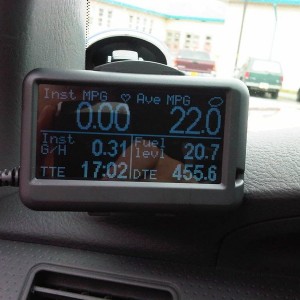 Inst MPG Ave MPG
0.00 22.0
Inst G/H 0.31 Fuel levl 20.7
TTE 17:02 DTE 455.6